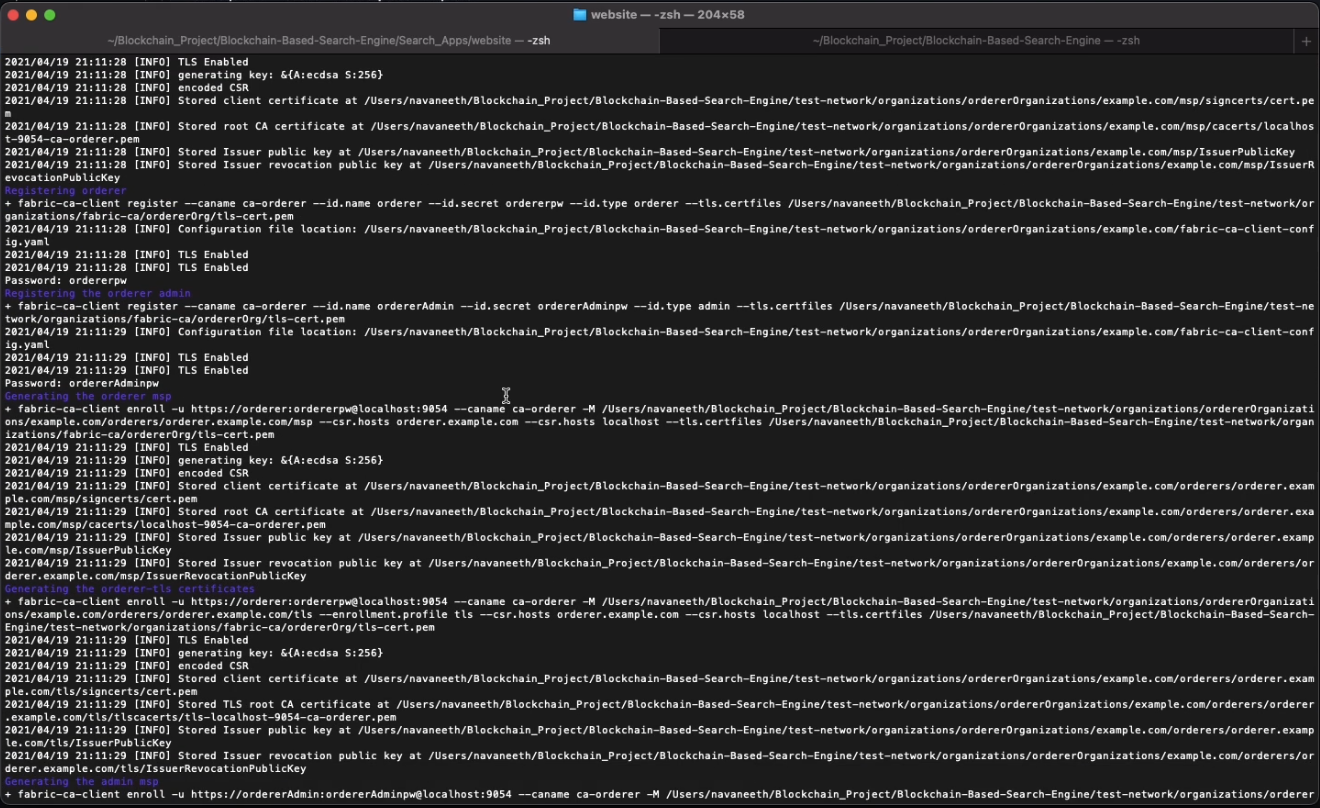 website — -zsh — 204×58
~/Blockchain_Project/Blockchain-Based-Search-Engine/Search_Apps/website — -zsh
~/Blockchain_Project/Blockchain-Based-Search-Engine — -zsh
+
2021/04/19 21:11:28 [INFO] TLS Enabled
2021/04/19 21:11:28 [INFO] generating key: &{A:ecdsa S:256}
2021/04/19 21:11:28 [INFO] encoded CSR
2021/04/19 21:11:28 [INFO] Stored client certificate at /Users/navaneeth/Blockchain_Project/Blockchain-Based-Search-Engine/test-network/organizations/ordererOrganizations/example.com/msp/signcerts/cert.pe
m
2021/04/19 21:11:28 [INFO] Stored root CA certificate at /Users/navaneeth/Blockchain_Project/Blockchain-Based-Search-Engine/test-network/organizations/ordererOrganizations/example.com/msp/cacerts/localhos
t-9054-ca-orderer.pem
2021/04/19 21:11:28 [INFO] Stored Issuer public key at /Users/navaneeth/Blockchain_Project/Blockchain-Based-Search-Engine/test-network/organizations/ordererOrganizations/example.com/msp/IssuerPublicKey
2021/04/19 21:11:28 [INFO] Stored Issuer revocation public key at /Users/navaneeth/Blockchain_Project/Blockchain-Based-Search-Engine/test-network/organizations/ordererOrganizations/example.com/msp/IssuerR
evocationPublicKey
Registering orderer
+ fabric-ca-client register --caname ca-orderer --id.name orderer --id.secret ordererpw --id.type orderer --tls.certfiles /Users/navaneeth/Blockchain_Project/Blockchain-Based-Search-Engine/test-network/or
ganizations/fabric-ca/ordererOrg/tls-cert.pem
2021/04/19 21:11:28 [INFO] Configuration file location: /Users/navaneeth/Blockchain_Project/Blockchain-Based-Search-Engine/test-network/organizations/ordererOrganizations/example.com/fabric-ca-client-conf
ig.yaml
2021/04/19 21:11:28 [INFO] TLS Enabled
2021/04/19 21:11:28 [INFO] TLS Enabled
Password: ordererpw
Registering the orderer admin
+ fabric-ca-client register --caname ca-orderer --id.name ordererAdmin --id.secret ordererAdminpw --id.type admin --tls.certfiles /Users/navaneeth/Blockchain_Project/Blockchain-Based-Search-Engine/test-ne
twork/organizations/fabric-ca/ordererOrg/tls-cert.pem
2021/04/19 21:11:29 [INFO] Configuration file location: /Users/navaneeth/Blockchain_Project/Blockchain-Based-Search-Engine/test-network/organizations/ordererOrganizations/example.com/fabric-ca-client-conf
ig.yaml
2021/04/19 21:11:29 [INFO] TLS Enabled
2021/04/19 21:11:29 [INFO] TLS Enabled
Password: ordererAdminpw
Generating the orderer msp
+ fabric-ca-client enroll -u https://orderer:ordererpw@localhost:9054 --caname ca-orderer -M /Users/navaneeth/Blockchain_Project/Blockchain-Based-Search-Engine/test-network/organizations/ordererOrganizati
ons/example.com/orderers/orderer.example.com/msp --csr.hosts orderer.example.com --csr.hosts localhost --tls.certfiles /Users/navaneeth/Blockchain_Project/Blockchain-Based-Search-Engine/test-network/organ
izations/fabric-ca/ordererOrg/tls-cert.pem
2021/04/19 21:11:29 [INFO] TLS Enabled
2021/04/19 21:11:29 [INFO] generating key: &{A:ecdsa S:256}
2021/04/19 21:11:29 [INFO] encoded CSR
2021/04/19 21:11:29 [INFO] Stored client certificate at /Users/navaneeth/Blockchain_Project/Blockchain-Based-Search-Engine/test-network/organizations/ordererOrganizations/example.com/orderers/orderer.exam
ple.com/msp/signcerts/cert.pem
2021/04/19 21:11:29 [INFO] Stored root CA certificate at /Users/navaneeth/Blockchain_Project/Blockchain-Based-Search-Engine/test-network/organizations/ordererOrganizations/example.com/orderers/orderer.exa
mple.com/msp/cacerts/localhost-9054-ca-orderer.pem
2021/04/19 21:11:29 [INFO] Stored Issuer public key at /Users/navaneeth/Blockchain_Project/Blockchain-Based-Search-Engine/test-network/organizations/ordererOrganizations/example.com/orderers/orderer.examp
le.com/msp/IssuerPublicKey
2021/04/19 21:11:29 [INFO] Stored Issuer revocation public key at /Users/navaneeth/Blockchain_Project/Blockchain-Based-Search-Engine/test-network/organizations/ordererOrganizations/example.com/orderers/or
derer.example.com/msp/IssuerRevocationPublicKey
Generating the orderer-tls certificates
+ fabric-ca-client enroll -u https://orderer:ordererpw@localhost:9054 --caname ca-orderer -M /Users/navaneeth/Blockchain_Project/Blockchain-Based-Search-Engine/test-network/organizations/ordererOrganizati
ons/example.com/orderers/orderer.example.com/tls --enrollment.profile tls --csr.hosts orderer.example.com --csr.hosts localhost --tls.certfiles /Users/navaneeth/Blockchain_Project/Blockchain-Based-Search-
Engine/test-network/organizations/fabric-ca/ordererOrg/tls-cert.pem
2021/04/19 21:11:29 [INFO] TLS Enabled
2021/04/19 21:11:29 [INFO] generating key: &{A:ecdsa S:256}
2021/04/19 21:11:29 [INFO] encoded CSR
2021/04/19 21:11:29 [INFO] Stored client certificate at /Users/navaneeth/Blockchain_Project/Blockchain-Based-Search-Engine/test-network/organizations/ordererOrganizations/example.com/orderers/orderer.exam
ple.com/tls/signcerts/cert.pem
2021/04/19 21:11:29 [INFO] Stored TLS root CA certificate at /Users/navaneeth/Blockchain_Project/Blockchain-Based-Search-Engine/test-network/organizations/ordererOrganizations/example.com/orderers/orderer
.example.com/tls/tlscacerts/tls-localhost-9054-ca-orderer.pem
2021/04/19 21:11:29 [INFO] Stored Issuer public key at /Users/navaneeth/Blockchain_Project/Blockchain-Based-Search-Engine/test-network/organizations/ordererOrganizations/example.com/orderers/orderer.examp
le.com/tls/IssuerPublicKey
2021/04/19 21:11:29 [INFO] Stored Issuer revocation public key at /Users/navaneeth/Blockchain_Project/Blockchain-Based-Search-Engine/test-network/organizations/ordererOrganizations/example.com/orderers/or
derer.example.com/tls/IssuerRevocationPublicKey
Generating the admin msp
+ fabric-ca-client enroll -u https://ordererAdmin:ordererAdminpw@localhost:9054 --caname ca-orderer -M /Users/navaneeth/Blockchain_Project/Blockchain-Based-Search-Engine/test-network/organizations/orderer